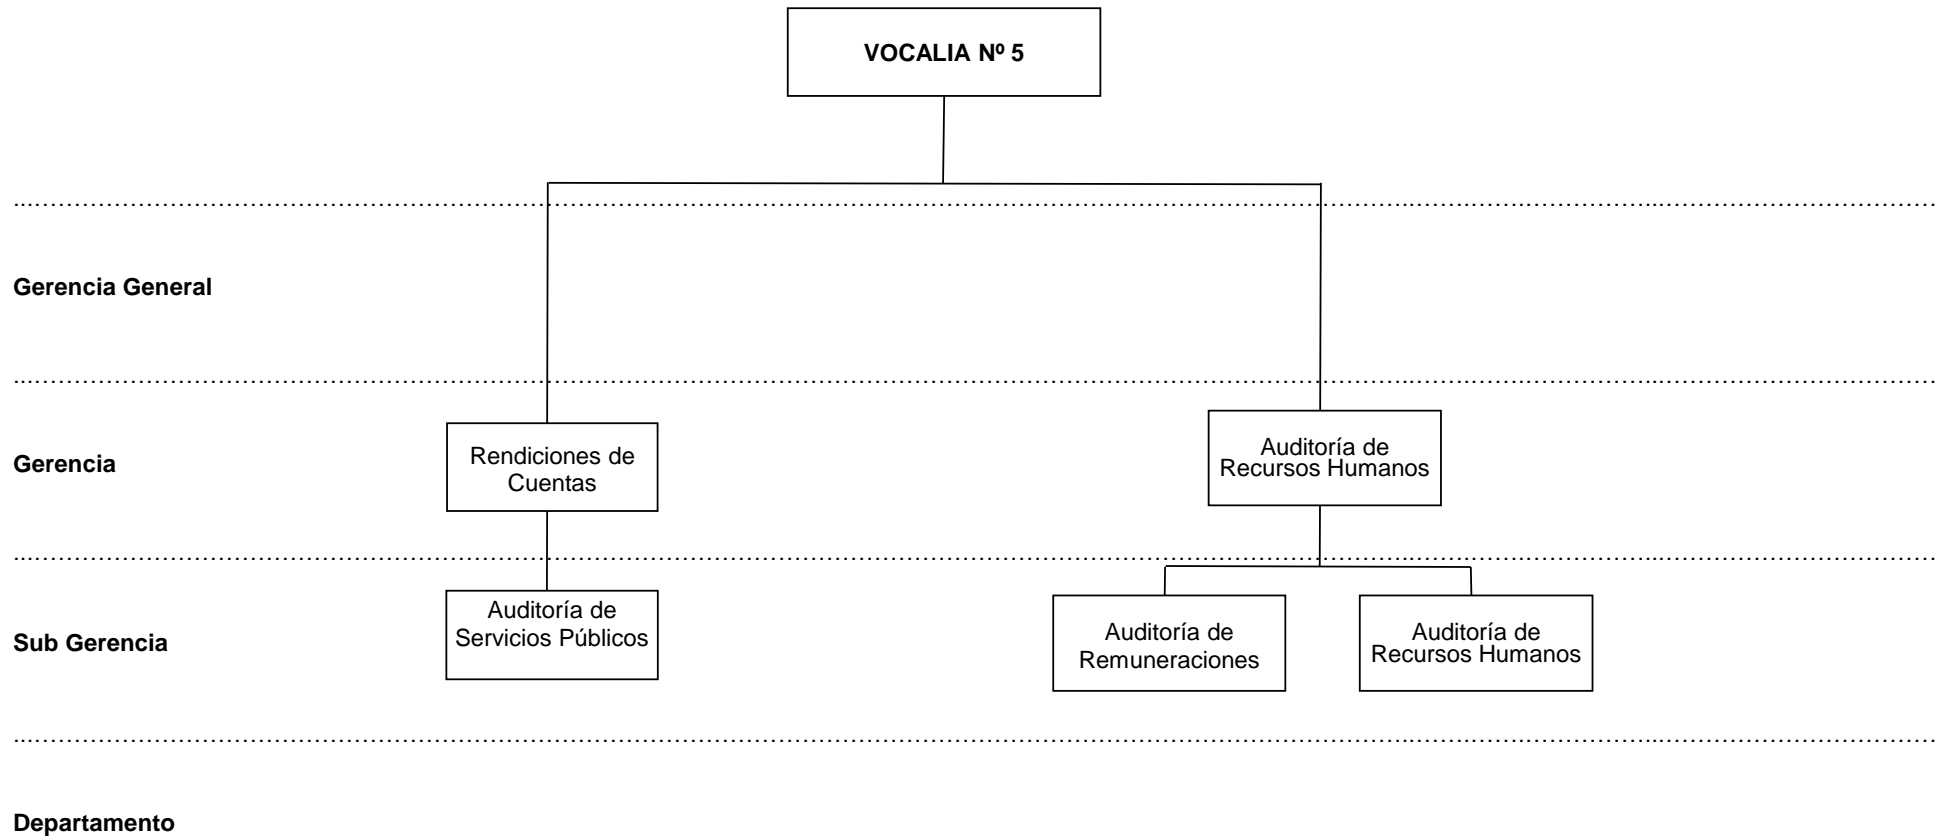 VOCALIA Nº 5
Gerencia General
Gerencia
Rendiciones de
Cuentas
Auditoría de
Recursos Humanos
Sub Gerencia
Auditoría de
Servicios Públicos
Auditoría de
Remuneraciones
Auditoría de
Recursos Humanos
Departamento